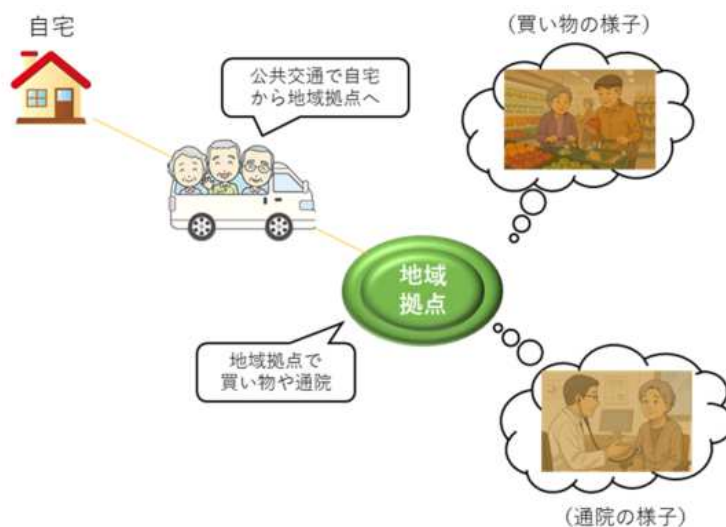 自宅
(買い物の様子)
公共交通で自宅
から地域拠点へ
地域
拠点
地域拠点で
買い物や通院
(通院の様子)